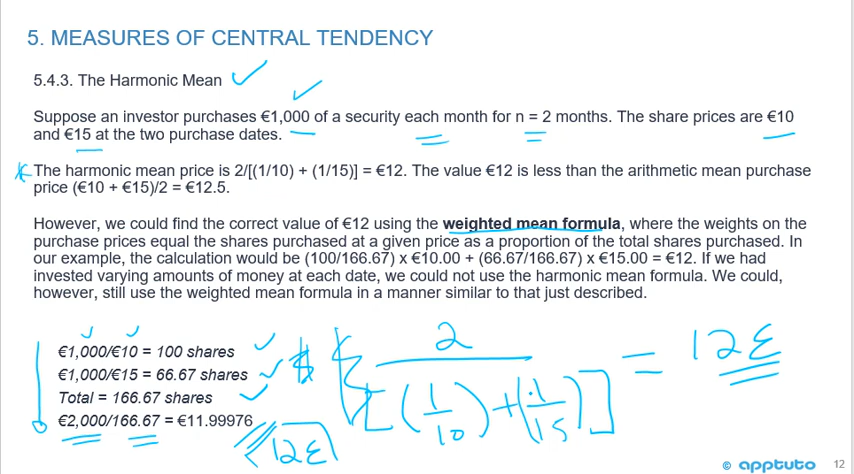 5. MEASURES OF CENTRAL TENDENCY
5.4.3. The Harmonic Mean
Suppose an investor purchases €1,000 of a security each month for n = 2 months. The share prices are €10
and €15 at the two purchase dates.
The harmonic mean price is 2/[(1/10) + (1/15)] = €12. The value €12 is less than the arithmetic mean purchase
price (€10 + €15)/2 = €12.5.
However, we could find the correct value of €12 using the weighted mean formula, where the weights on the
purchase prices equal the shares purchased at a given price as a proportion of the total shares purchased. In
our example, the calculation would be (100/166.67) x €10.00 + (66.67/166.67) x €15.00 = €12. If we had
invested varying amounts of money at each date, we could not use the harmonic mean formula. We could,
however, still use the weighted mean formula in a manner similar to that just described.
€1,000/€10 = 100 shares
€1,000/€15 = 66.67 shares
Total = 166.67 shares
€2,000/166.67 = €11.99976
12€
2
[(1/10) + (1/15)] = 12€
© apptuto 12